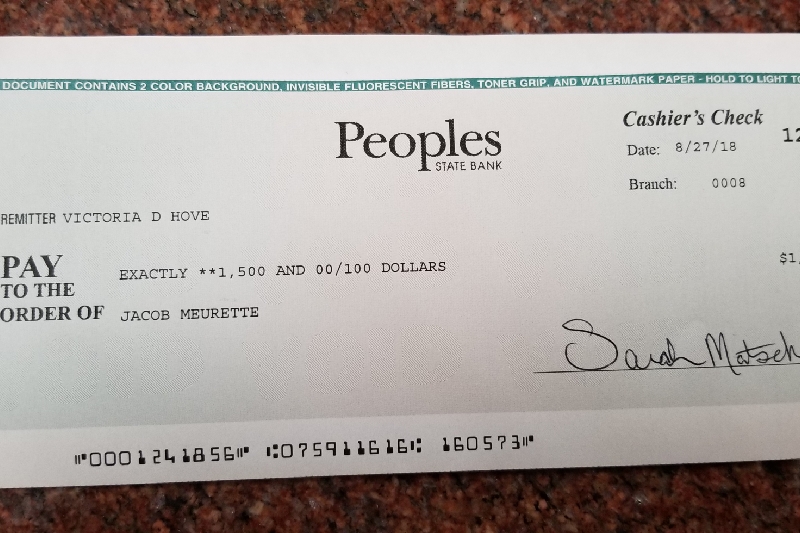 DOCUMENT CONTAINS 2 COLOR BACKGROUND, INVISIBLE FLUORESCENT FIBERS, TONER GRIP, AND WATERMARK PAPER - HOLD TO LIGHT TO
Peoples
STATE BANK
Cashier's Check
12
Date: 8/27/18
Branch: 0008
REMITTER VICTORIA D HOVE
PAY
TO THE
ORDER OF
EXACTLY **1,500 AND 00/100 DOLLARS
$1,
JACOB MEURETTE
Sarah Matsch
⑈0001241856⑈ ⑆075911616⑆ 160573⑈